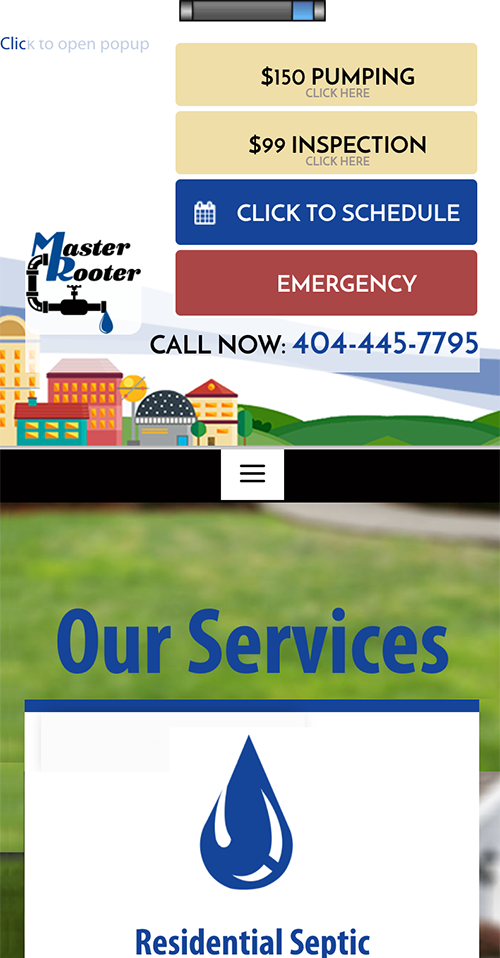 Click to open popup
$150 PUMPING
CLICK HERE
$99 INSPECTION
CLICK HERE
CLICK TO SCHEDULE
EMERGENCY
Master
Rooter
CALL NOW: 404-445-7795
Our Services
Residential Septic